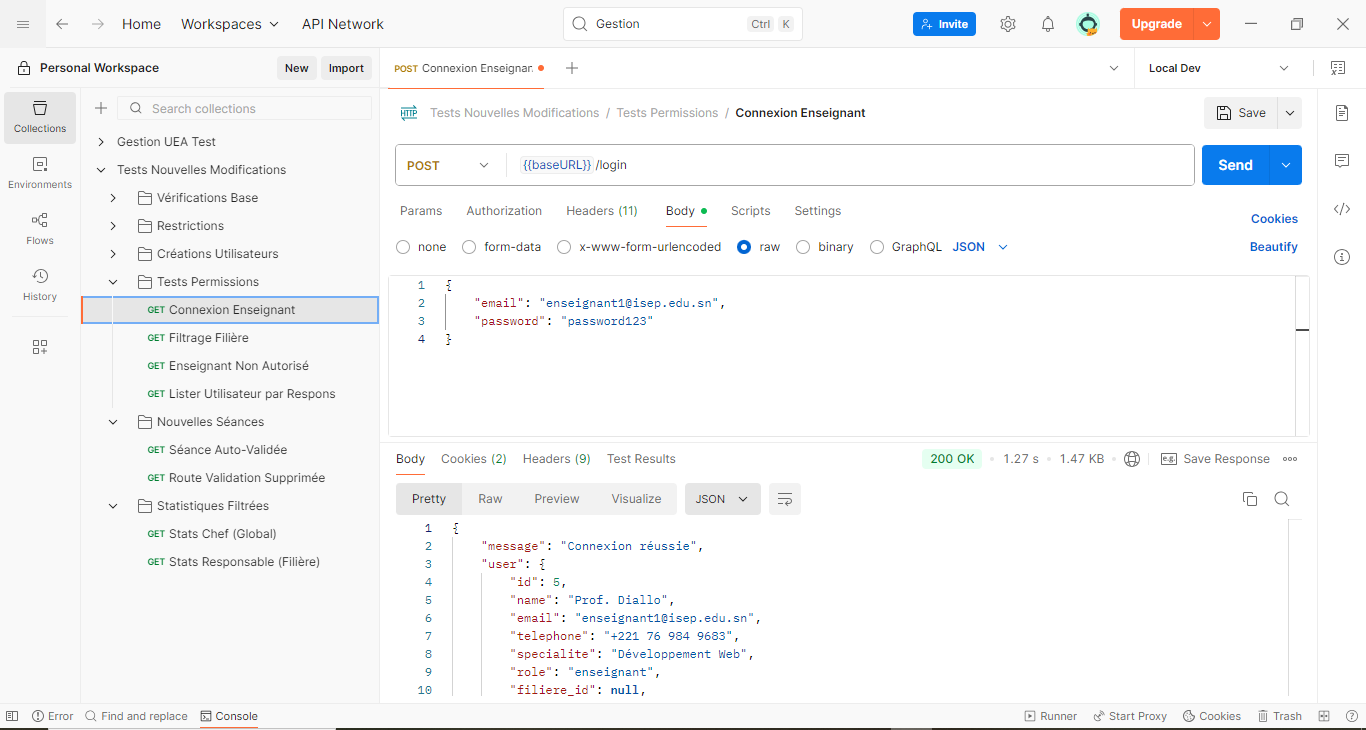 Home Workspaces API Network Gestion Ctrl K Invite Upgrade
Personal Workspace New Import POST Connexion Enseignan Local Dev
Search collections
Collections
Environments
Flows
History
Gestion UEA Test
Tests Nouvelles Modifications
Vérifications Base
Restrictions
Créations Utilisateurs
Tests Permissions
GET Connexion Enseignant
GET Filtrage Filière
GET Enseignant Non Autorisé
GET Lister Utilisateur par Respons
Nouvelles Séances
GET Séance Auto-Validée
GET Route Validation Supprimée
Statistiques Filtrées
GET Stats Chef (Global)
GET Stats Responsable (Filière)
HTTP Tests Nouvelles Modifications / Tests Permissions / Connexion Enseignant Save
POST {{baseURL}} /login Send
Params Authorization Headers (11) Body Scripts Settings Cookies
none form-data x-www-form-urlencoded raw binary GraphQL JSON Beautify
1 {
2 "email": "enseignant1@isep.edu.sn",
3 "password": "password123"
4 }
Body Cookies (2) Headers (9) Test Results 200 OK • 1.27 s • 1.47 KB • e.g. Save Response
Pretty Raw Preview Visualize JSON
1 {
2 "message": "Connexion réussie",
3 "user": {
4 "id": 5,
5 "name": "Prof. Diallo",
6 "email": "enseignant1@isep.edu.sn",
7 "telephone": "+221 76 984 9683",
8 "specialite": "Développement Web",
9 "role": "enseignant",
10 "filiere_id": null,
Error Find and replace Console Runner Start Proxy Cookies Trash